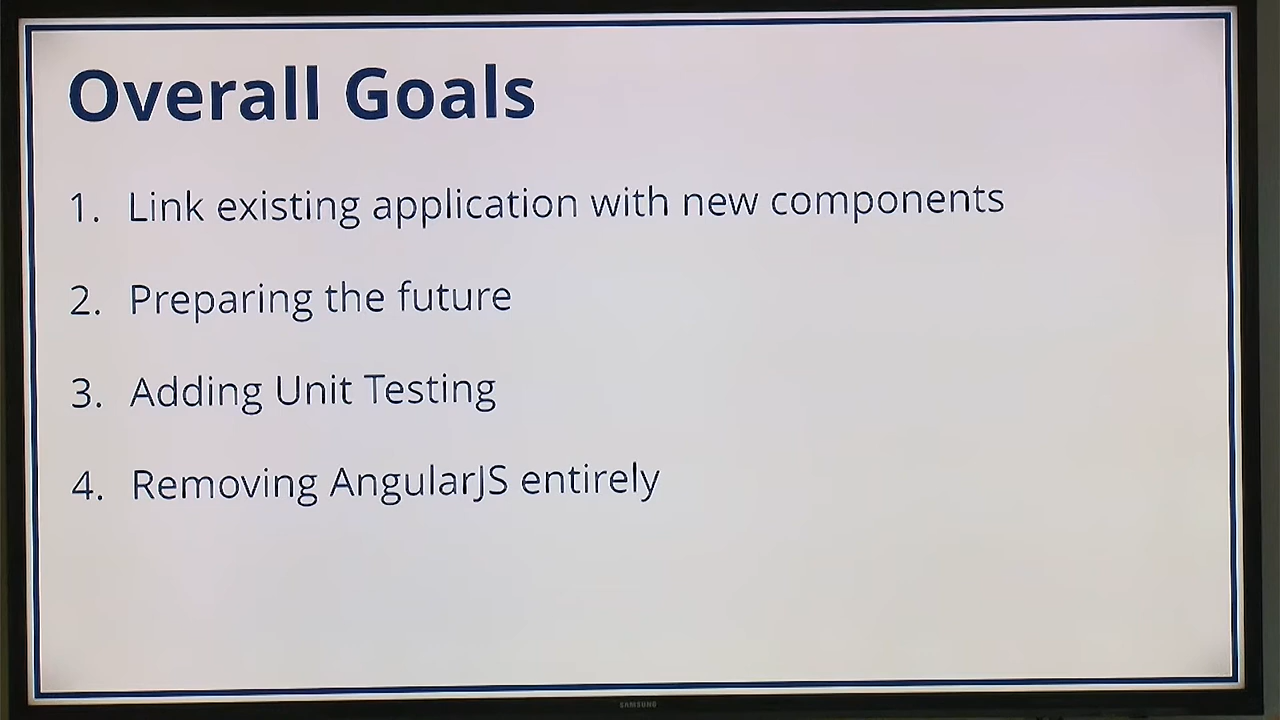 Overall Goals
1. Link existing application with new components
2. Preparing the future
3. Adding Unit Testing
4. Removing AngularJS entirely
SAMSUNG